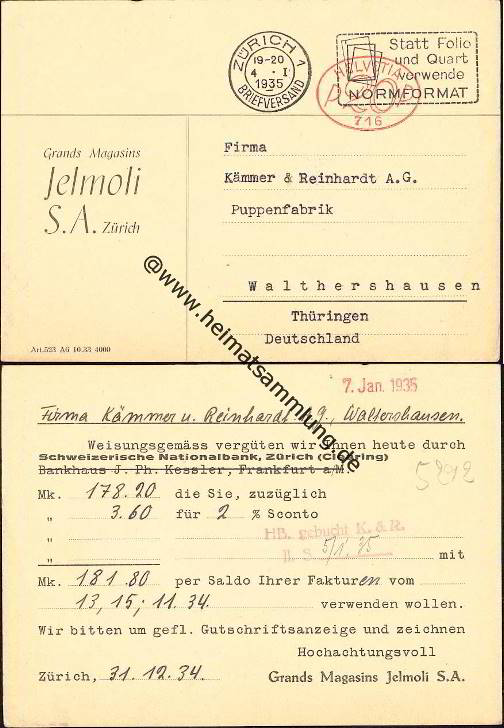 ZÜRICH 1
19-20
4 . I
1935
BRIEFVERSAND
Statt Folio
und Quart
verwende
NORMFORMAT
HELVETIA
716
Grands Magasins
Jelmoli
S.A. Zürich
Firma
Kämmer & Reinhardt A.G.
Puppenfabrik
Walthershausen
Thüringen
Deutschland
Art.523 A6 10.33 4000
@www.heimatsammlung.de
7. Jan. 1935
Firma Kämmer u. Reinhardt A.g., Waltershausen.
Weisungsgemäss vergüten wir Ihnen heute durch
Schweizerische Nationalbank, Zürich (Clearing)
Bankhaus J. Ph. Kessler, Frankfurt a/M.
5212
Mk. 178.20 die Sie, zuzüglich
" 3.60 für 2 % Sconto
"
HB. gebucht K. & R.
" II. S. 5/1.35 mit
Mk. 181.80 per Saldo Ihrer Fakturen vom
13, 15; 11. 34. verwenden wollen.
Wir bitten um gefl. Gutschriftsanzeige und zeichnen
Hochachtungsvoll
Zürich, 31. 12. 34. Grands Magasins Jelmoli S.A.